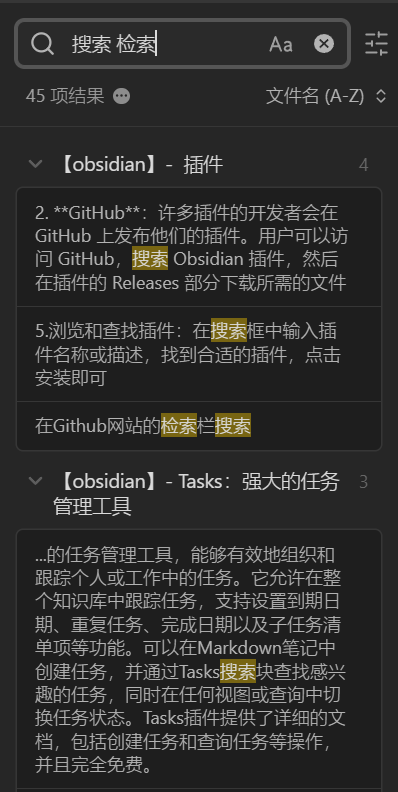 搜索 检索
Aa
45 项结果
文件名 (A-Z)
【obsidian】- 插件
4
2. **GitHub**：许多插件的开发者会在
GitHub 上发布他们的插件。用户可以访
问 GitHub，搜索 Obsidian 插件，然后
在插件的 Releases 部分下载所需的文件
5.浏览和查找插件：在搜索框中输入插
件名称或描述，找到合适的插件，点击
安装即可
在Github网站的检索栏搜索
【obsidian】- Tasks：强大的任务
管理工具
3
...的任务管理工具，能够有效地组织和
跟踪个人或工作中的任务。它允许在整
个知识库中跟踪任务，支持设置到期日
期、重复任务、完成日期以及子任务清
单项等功能。可以在Markdown笔记中
创建任务，并通过Tasks搜索块查找感兴
趣的任务，同时在任何视图或查询中切
换任务状态。Tasks插件提供了详细的文
档，包括创建任务和查询任务等操作，
并且完全免费。